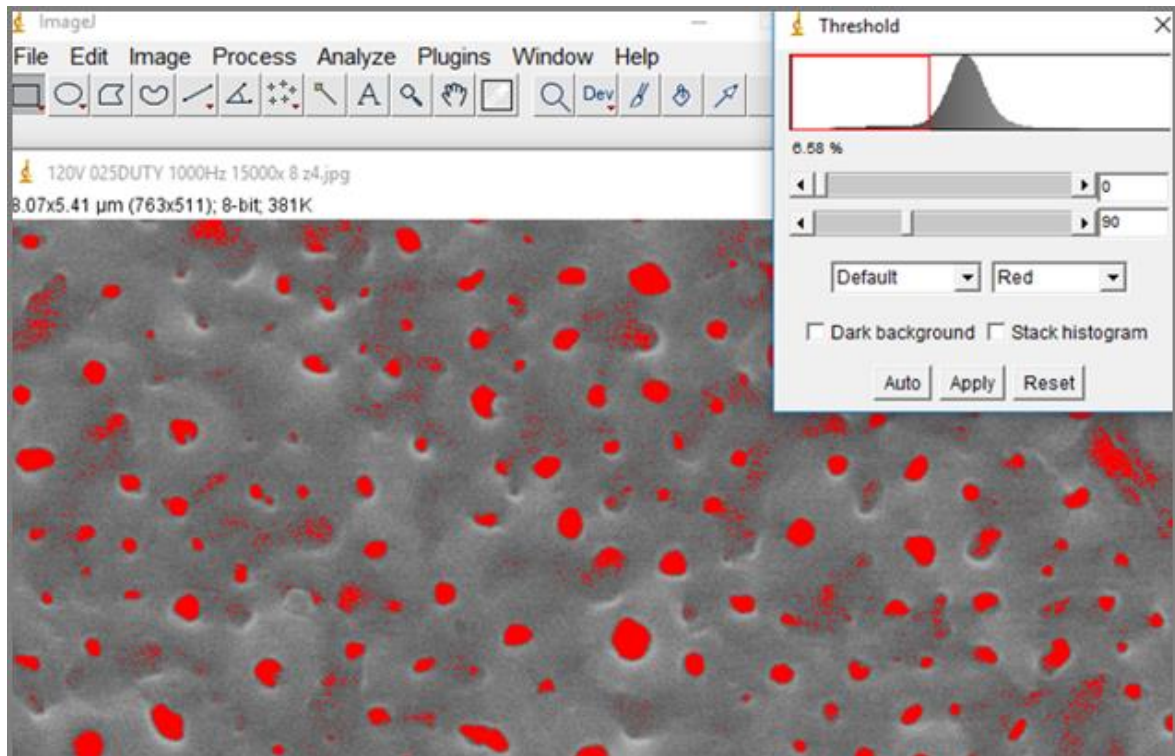 ImageJ
File Edit Image Process Analyze Plugins Window Help
Dev
120V 025DUTY 1000Hz 15000x 8 z4.jpg
8.07x5.41 µm (763x511); 8-bit; 381K
Threshold
6.58 %
0
90
Default Red
Dark background Stack histogram
Auto Apply Reset